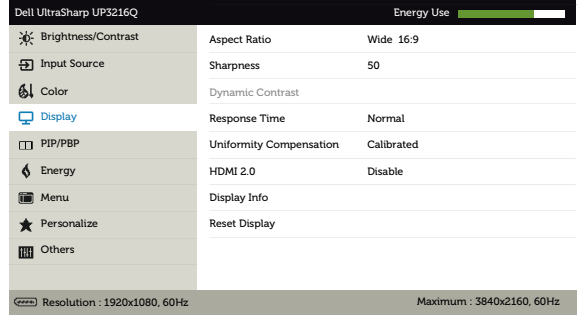 Dell UltraSharp UP3216Q
Energy Use
Brightness/Contrast
Input Source
Color
Display
PIP/PBP
Energy
Menu
Personalize
Others
Aspect Ratio Wide 16:9
Sharpness 50
Dynamic Contrast
Response Time Normal
Uniformity Compensation Calibrated
HDMI 2.0 Disable
Display Info
Reset Display
Resolution : 1920x1080, 60Hz
Maximum : 3840x2160, 60Hz